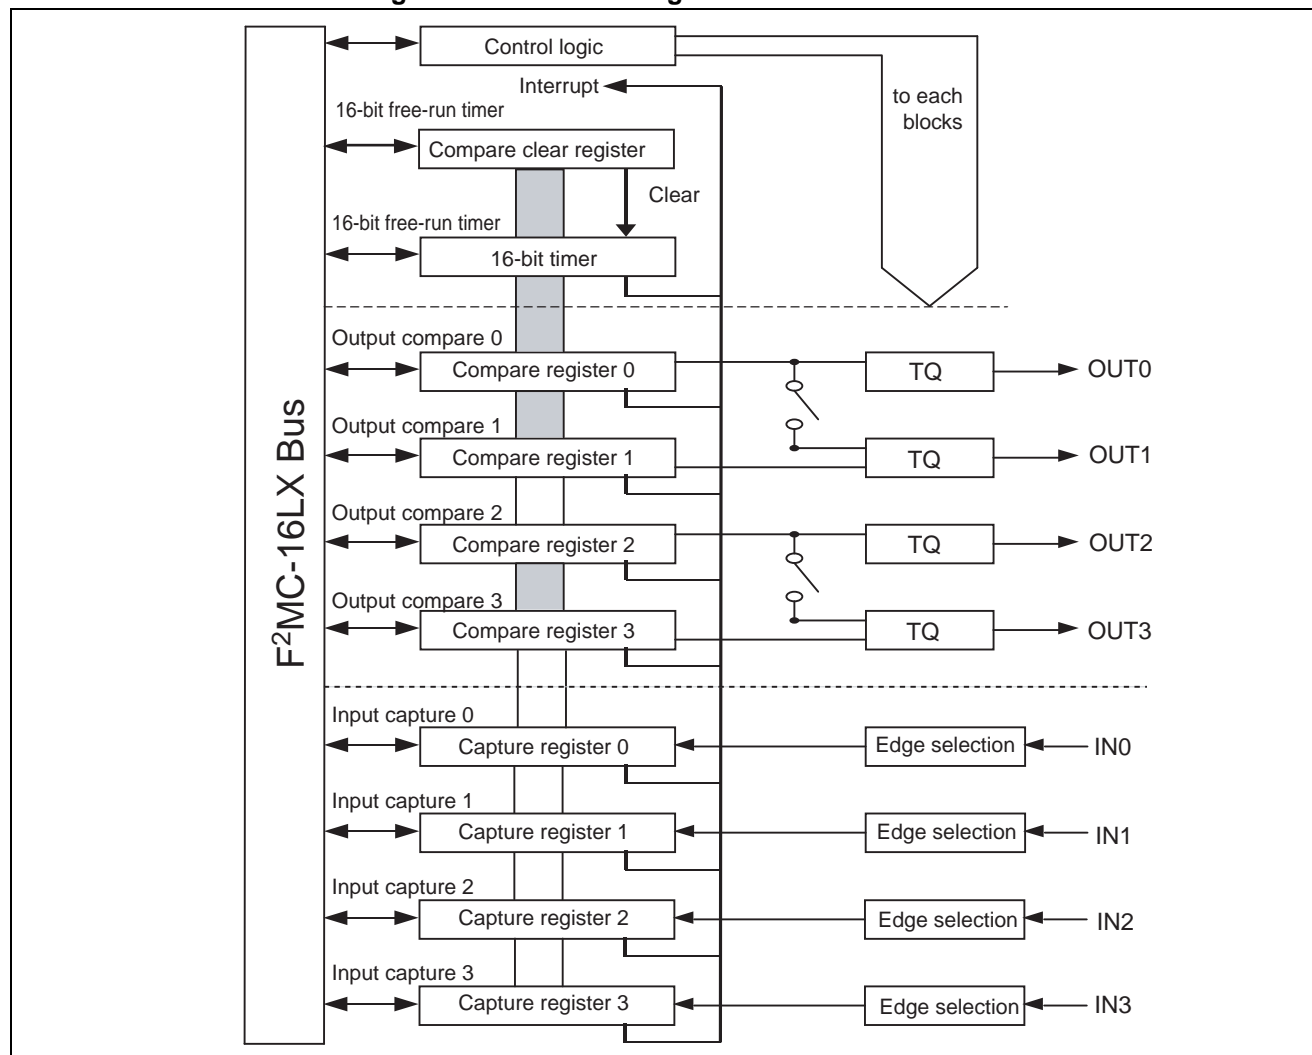 F²MC-16LX Bus
Control logic
Interrupt
to each
blocks
16-bit free-run timer
Compare clear register
Clear
16-bit free-run timer
16-bit timer
Output compare 0
Compare register 0
TQ
OUT0
Output compare 1
Compare register 1
TQ
OUT1
Output compare 2
Compare register 2
TQ
OUT2
Output compare 3
Compare register 3
TQ
OUT3
Input capture 0
Capture register 0
Edge selection
IN0
Input capture 1
Capture register 1
Edge selection
IN1
Input capture 2
Capture register 2
Edge selection
IN2
Input capture 3
Capture register 3
Edge selection
IN3